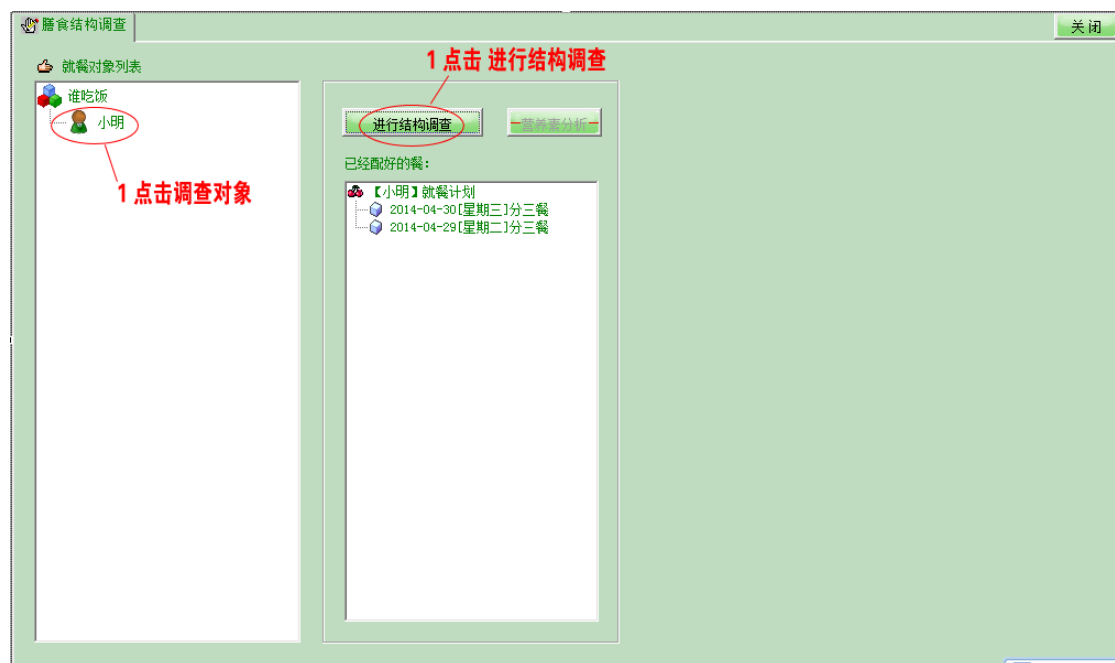 膳食结构调查
关闭
1 点击 进行结构调查
就餐对象列表
谁吃饭
小明
进行结构调查
营养素分析
已经配好的餐：
1 点击调查对象
【小明】就餐计划
2014-04-30[星期三]分三餐
2014-04-29[星期二]分三餐